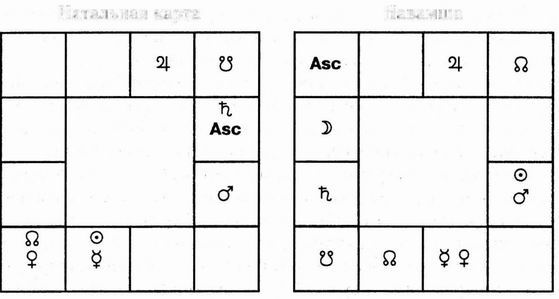 Натальная карта Навамша
♃ ☋ Asc ♃ ☊
♄ Asc ☽
♂ ♄ ☉ ♂
☊ ♀ ☉ ☿ ☋ ☊ ☿ ♀